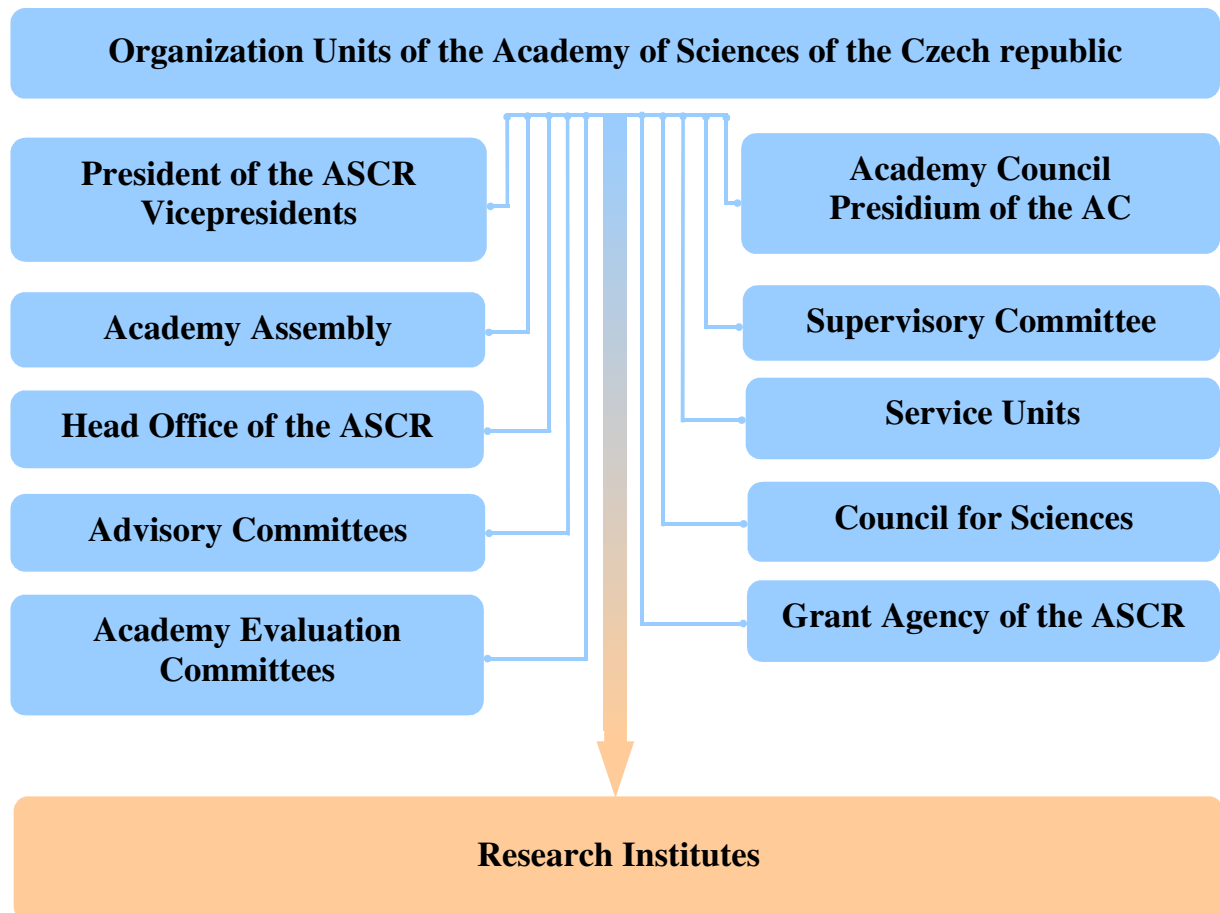 Organization Units of the Academy of Sciences of the Czech republic
President of the ASCR
Vicepresidents
Academy Assembly
Head Office of the ASCR
Advisory Committees
Academy Evaluation
Committees
Academy Council
Presidium of the AC
Supervisory Committee
Service Units
Council for Sciences
Grant Agency of the ASCR
Research Institutes